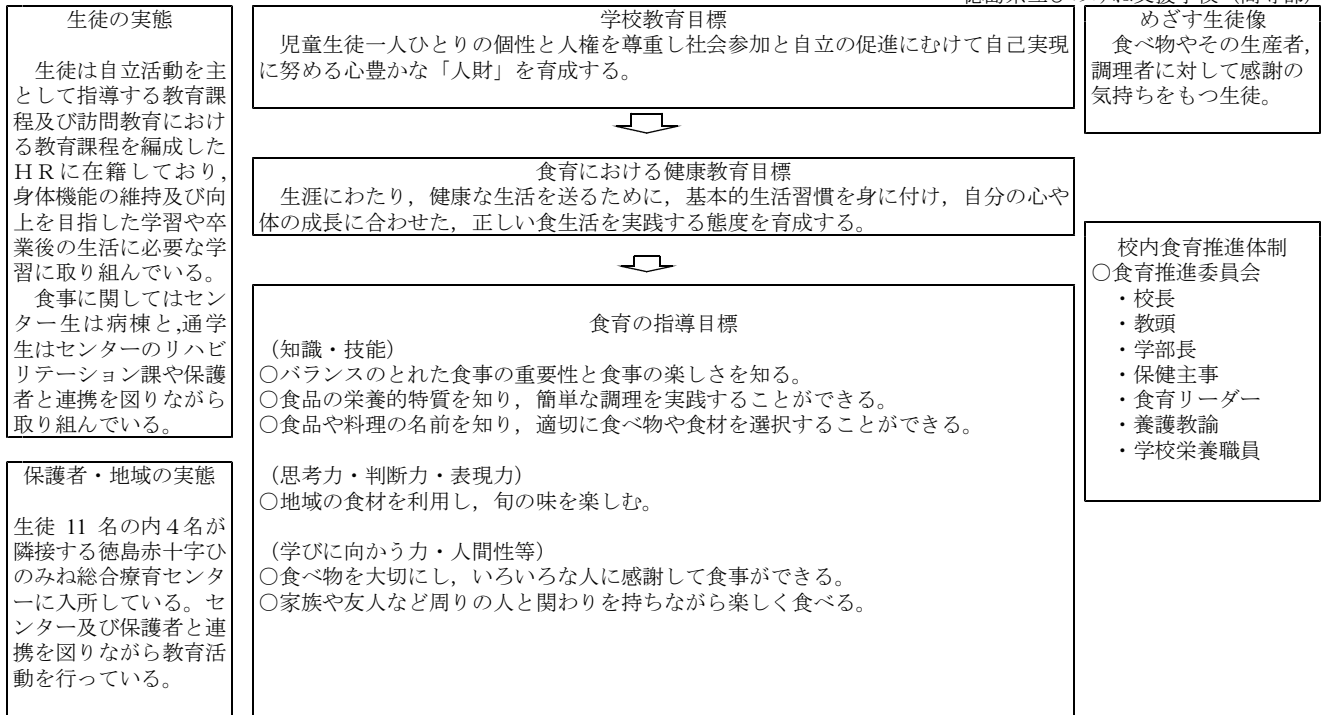 生徒の実態
生徒は自立活動を主
として指導する教育課
程及び訪問教育におけ
る教育課程を編成した
HRに在籍しており，
身体機能の維持及び向
上を目指した学習や卒
業後の生活に必要な学
習に取り組んでいる。
食事に関してはセン
ター生は病棟と,通学
生はセンターのリハビ
リテーション課や保護
者と連携を図りながら
取り組んでいる。
保護者・地域の実態
生徒 11 名の内４名が
隣接する徳島赤十字ひ
のみね総合療育センタ
ーに入所している。セ
ンター及び保護者と連
携を図りながら教育活
動を行っている。
学校教育目標
児童生徒一人ひとりの個性と人権を尊重し社会参加と自立の促進にむけて自己実現
に努める心豊かな「人財」を育成する。
食育における健康教育目標
生涯にわたり，健康な生活を送るために，基本的生活習慣を身に付け，自分の心や
体の成長に合わせた，正しい食生活を実践する態度を育成する。
食育の指導目標
（知識・技能）
○バランスのとれた食事の重要性と食事の楽しさを知る。
○食品の栄養的特質を知り，簡単な調理を実践することができる。
○食品や料理の名前を知り，適切に食べ物や食材を選択することができる。
（思考力・判断力・表現力）
○地域の食材を利用し，旬の味を楽しむ。
（学びに向かう力・人間性等）
○食べ物を大切にし，いろいろな人に感謝して食事ができる。
○家族や友人など周りの人と関わりを持ちながら楽しく食べる。
めざす生徒像
食べ物やその生産者，
調理者に対して感謝の
気持ちをもつ生徒。
校内食育推進体制
○食育推進委員会
・校長
・教頭
・学部長
・保健主事
・食育リーダー
・養護教諭
・学校栄養職員